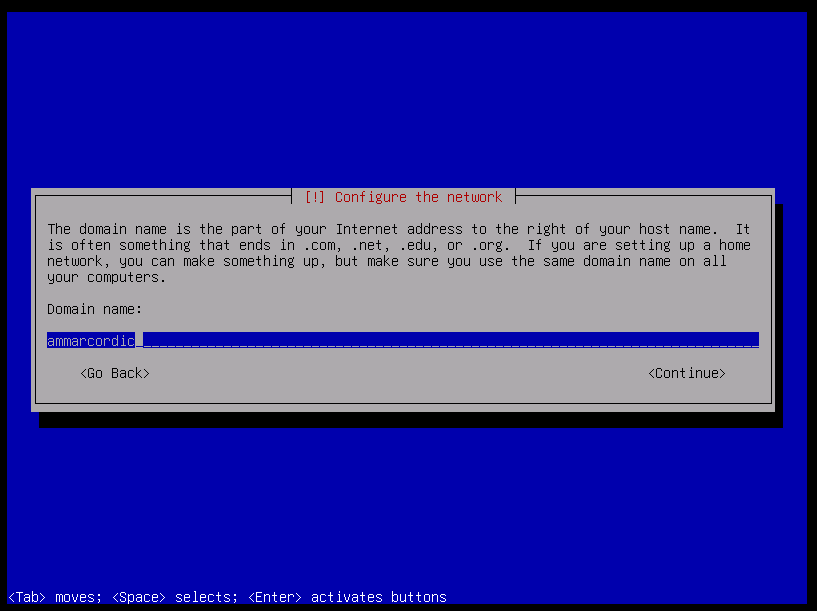 [!] Configure the network
The domain name is the part of your Internet address to the right of your host name.  It
is often something that ends in .com, .net, .edu, or .org.  If you are setting up a home
network, you can make something up, but make sure you use the same domain name on all
your computers.
Domain name:
ammarcordic
<Go Back> <Continue>
<Tab> moves; <Space> selects; <Enter> activates buttons